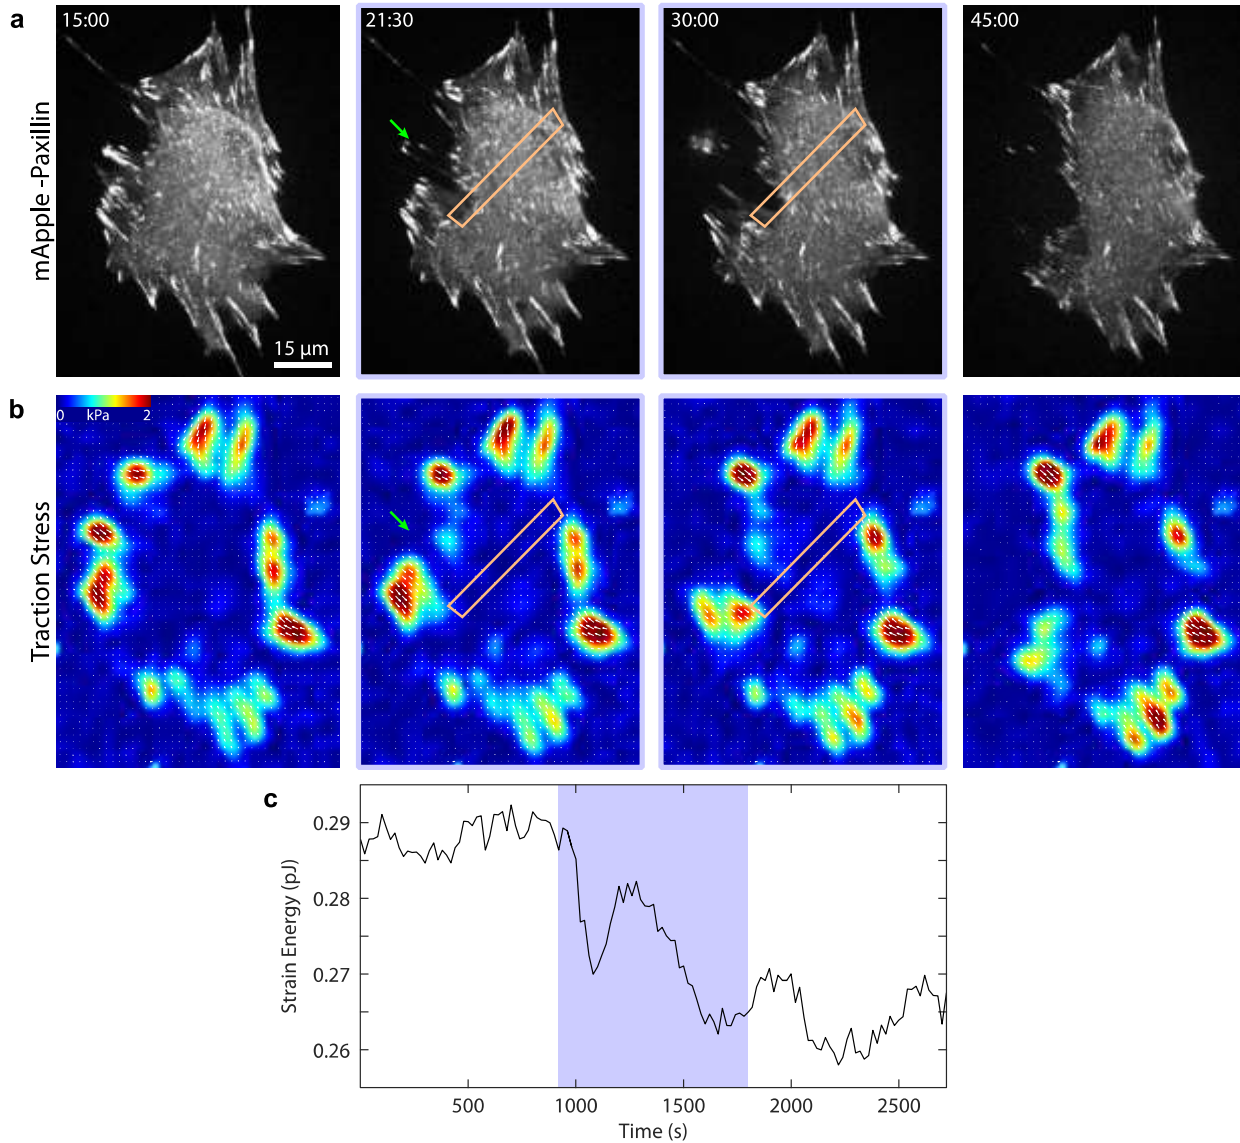 a
15:00
21:30
30:00
45:00
mApple-Paxillin
15 μm
b
0 kPa 2
Traction Stress
c
0.29
0.28
0.27
0.26
Strain Energy (pJ)
500 1000 1500 2000 2500
Time (s)